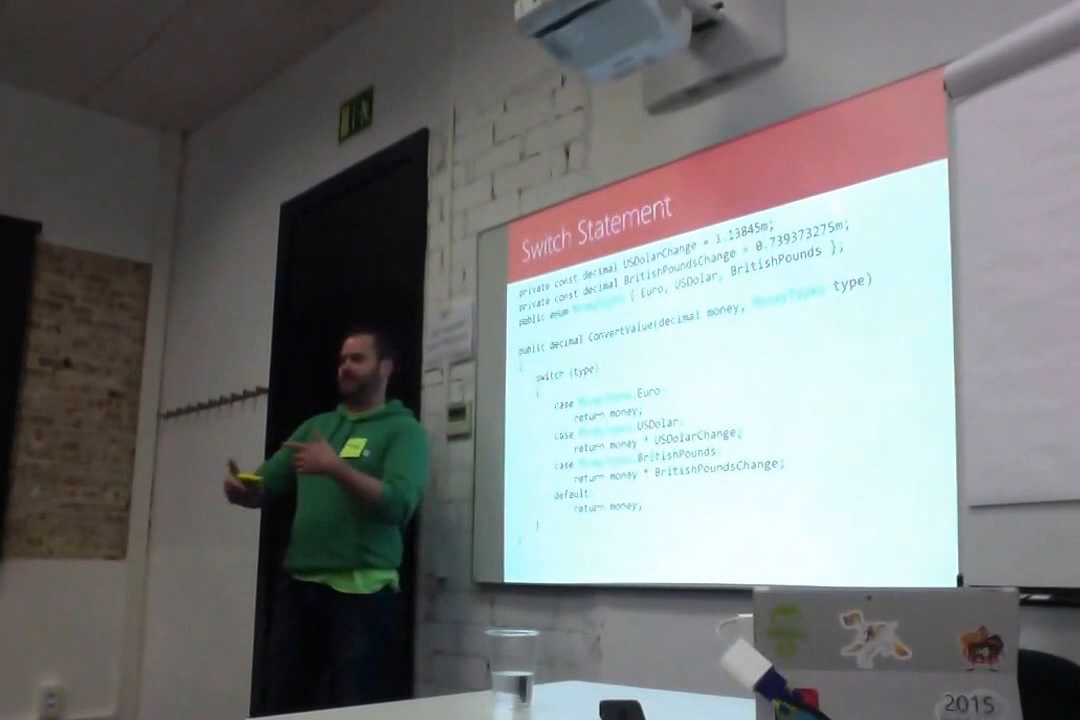 Switch Statement
private const decimal USDolarChange = 1.13845m;
private const decimal BritishPoundsChange = 0.739373275m;
public enum { Euro, USDolar, BritishPounds };
public decimal ConvertValue(decimal money, type)
{
switch (type)
{
case .Euro:
return money;
case .USDolar:
return money * USDolarChange;
case .BritishPounds:
return money * BritishPoundsChange;
default:
return money;
}
}
2015